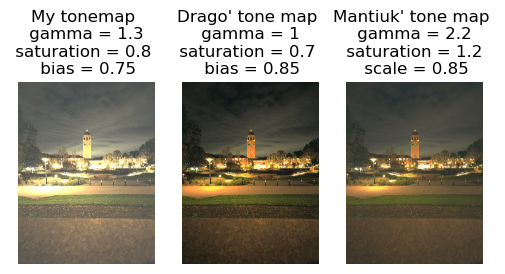 My tonemap
gamma = 1.3
saturation = 0.8
bias = 0.75
Drago' tone map
gamma = 1
saturation = 0.7
bias = 0.85
Mantiuk' tone map
gamma = 2.2
saturation = 1.2
scale = 0.85